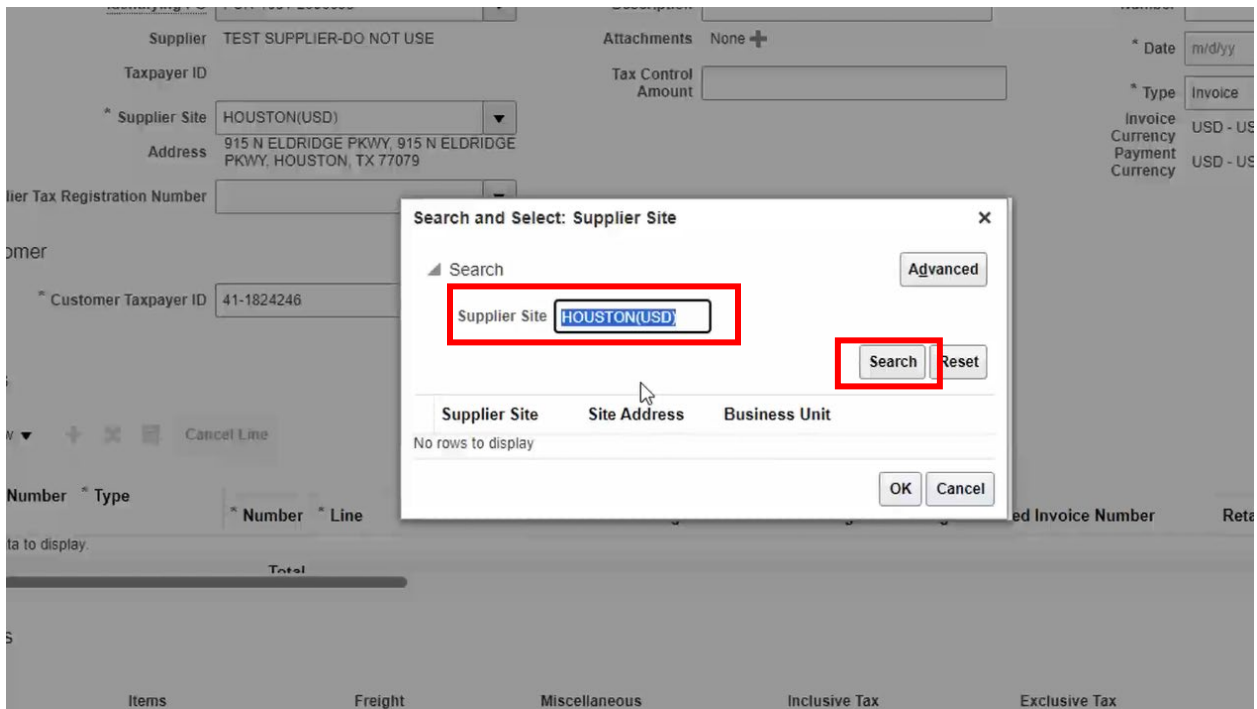 Supplier TEST SUPPLIER-DO NOT USE
Attachments None
* Date m/d/yy
Taxpayer ID
Tax Control
Amount
* Type Invoice
* Supplier Site HOUSTON(USD)
Invoice
Currency USD - US
Address 915 N ELDRIDGE PKWY, 915 N ELDRIDGE
PKWY, HOUSTON, TX 77079
Payment
Currency USD - US
lier Tax Registration Number
Search and Select: Supplier Site
omer
Search
Advanced
* Customer Taxpayer ID 41-1824246
Supplier Site HOUSTON(USD)
Search Reset
Supplier Site Site Address Business Unit
No rows to display
Cancel Line
OK Cancel
Number * Type
* Number * Line
ed Invoice Number Reta
ta to display.
Total
s
Items Freight Miscellaneous Inclusive Tax Exclusive Tax